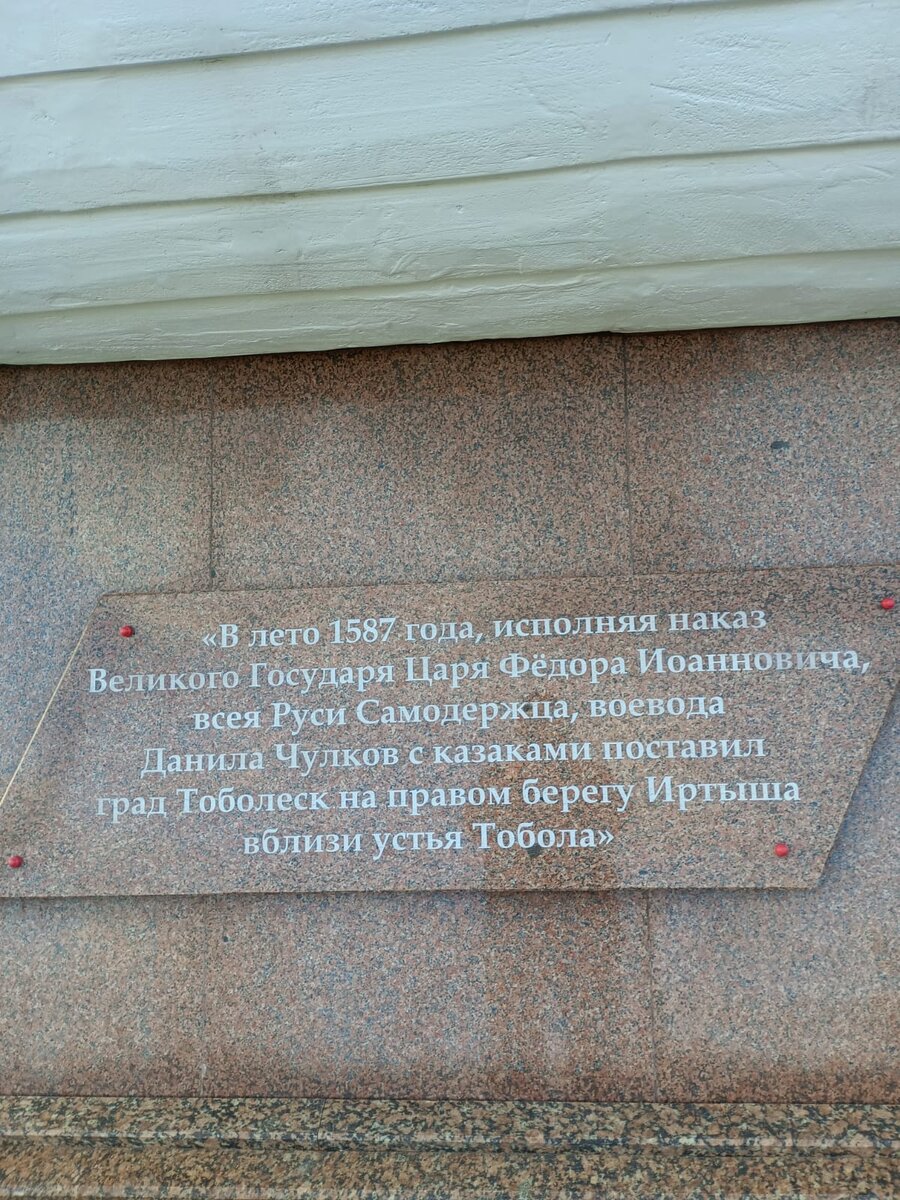 «В лето 1587 года, исполняя наказ
Великого Государя Царя Фёдора Иоанновича,
всея Руси Самодержца, воевода
Данила Чулков с казаками поставил
град Тоболеск на правом берегу Иртыша
вблизи устья Тобола»